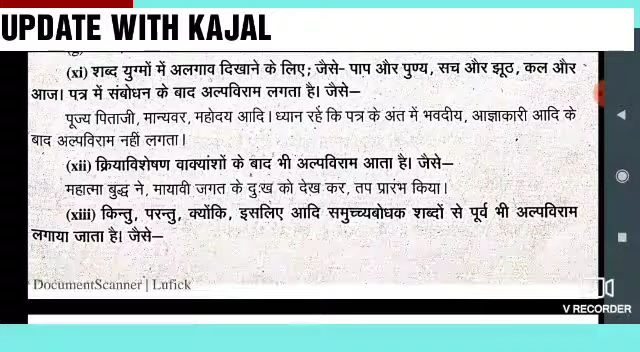 UPDATE WITH KAJAL
(xi) शब्द युग्मों में अलगाव दिखाने के लिए; जैसे- पाप और पुण्य, सच और झूठ, कल और
आज। पत्र में संबोधन के बाद अल्पविराम लगता है। जैसे—
पूज्य पिताजी, मान्यवर, महोदय आदि। ध्यान रहे कि पत्र के अंत में भवदीय, आज्ञाकारी आदि के
बाद अल्पविराम नहीं लगता।
(xii) क्रियाविशेषण वाक्यांशों के बाद भी अल्पविराम आता है। जैसे—
महात्मा बुद्ध ने, मायावी जगत के दुःख को देख कर, तप प्रारंभ किया।
(xiii) किन्तु, परन्तु, क्योंकि, इसलिए आदि समुच्च्यबोधक शब्दों से पूर्व भी अल्पविराम
लगाया जाता है। जैसे—
DocumentScanner | Lufick
V RECORDER